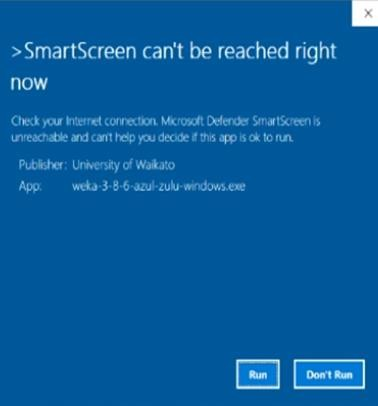 >SmartScreen can't be reached right
now
Check your Internet connection. Microsoft Defender SmartScreen is
unreachable and can't help you decide if this app is ok to run.
Publisher: University of Waikato
App: weka-3-8-6-azul-zulu-windows.exe
Run Don't Run